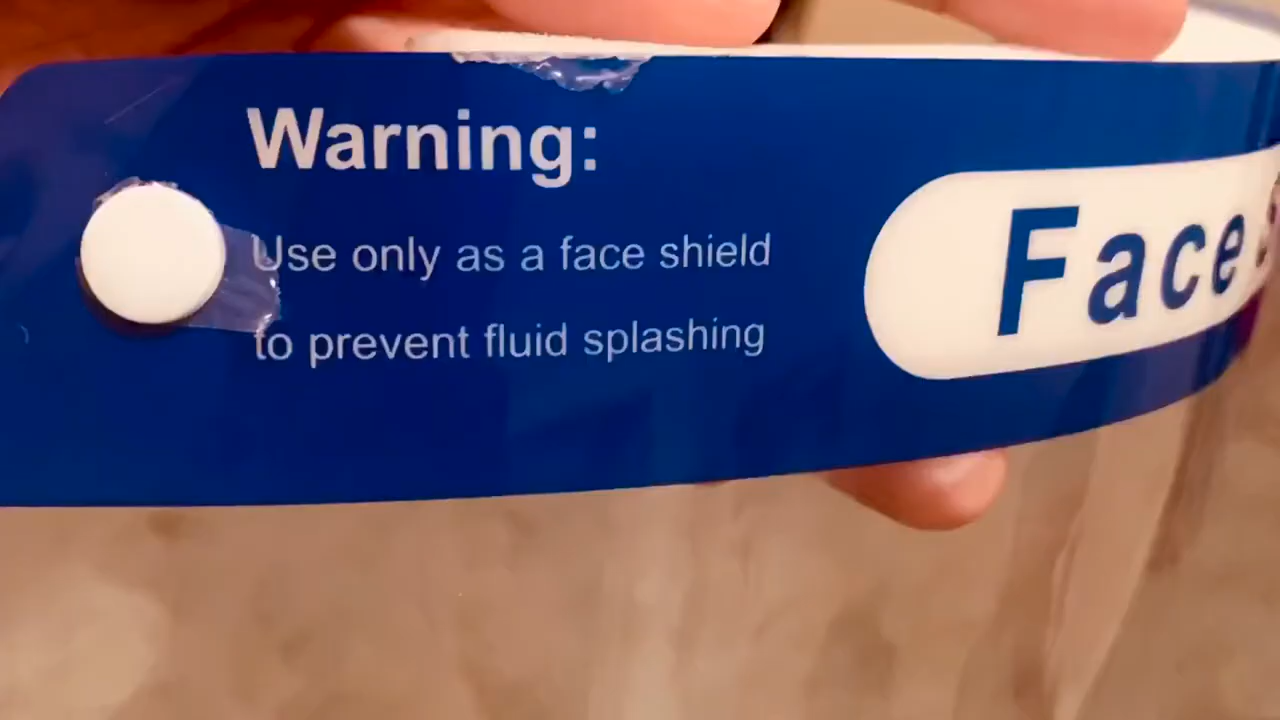 Warning:
Use only as a face shield
to prevent fluid splashing
Face